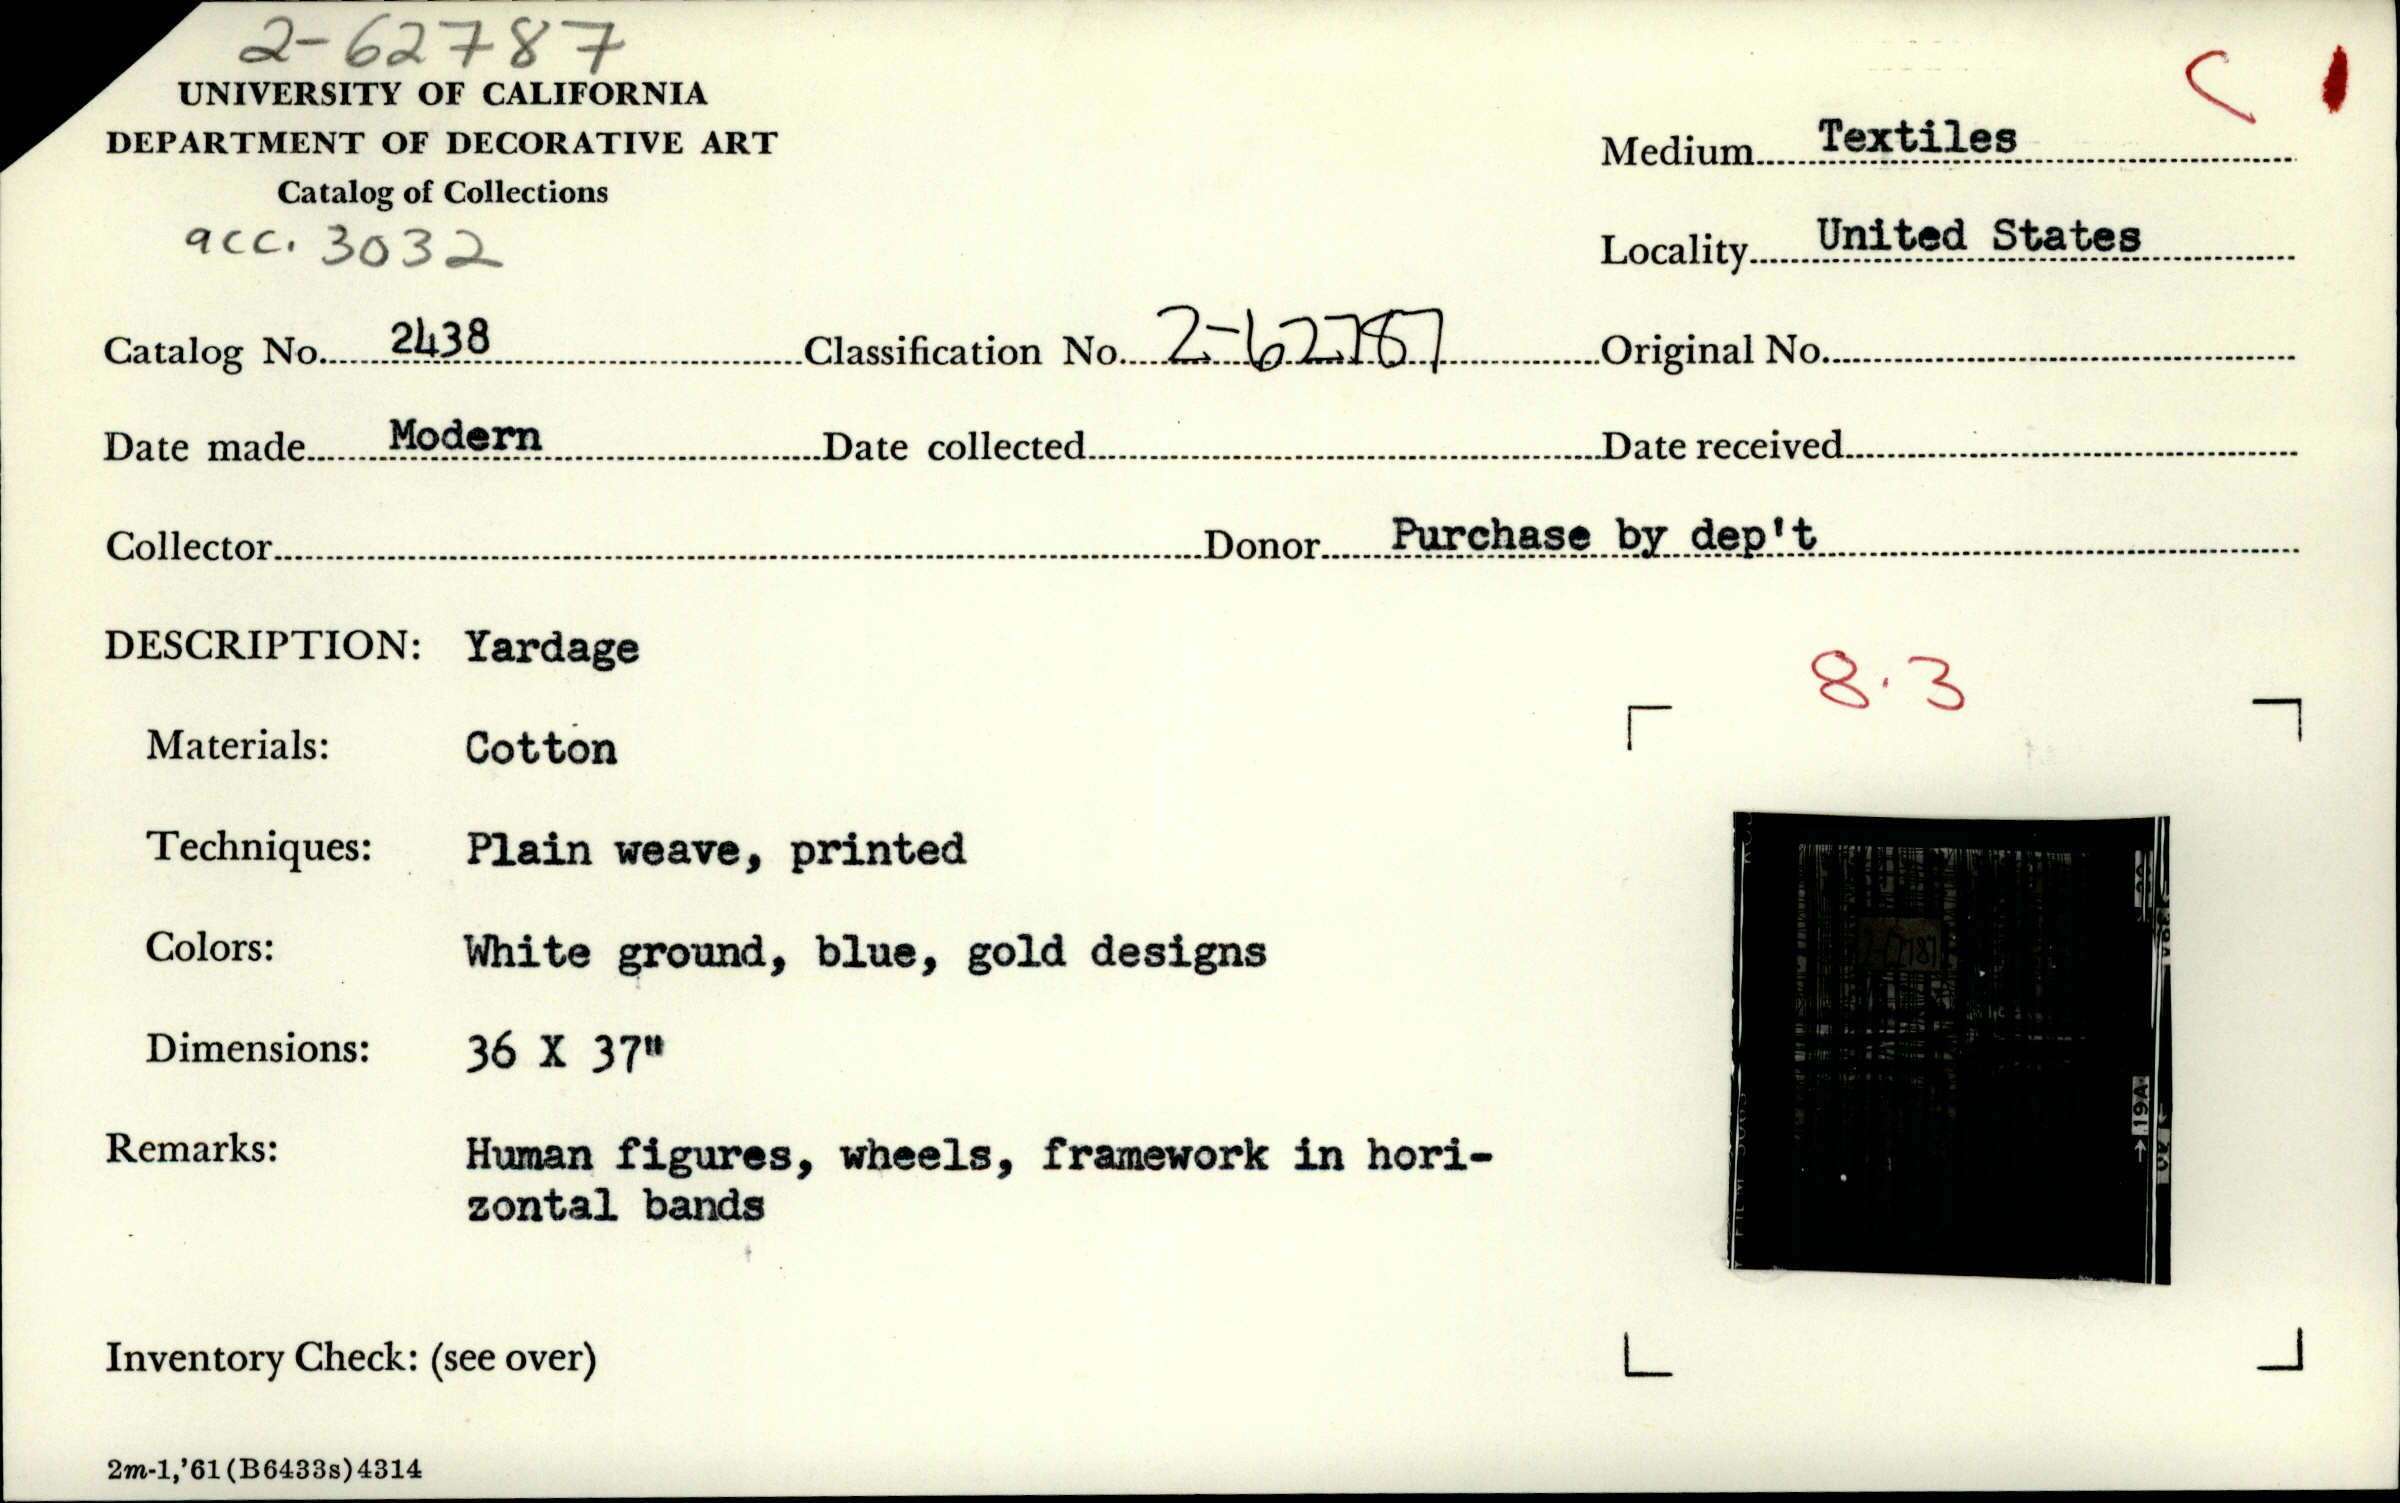 2-62787
UNIVERSITY OF CALIFORNIA
DEPARTMENT OF DECORATIVE ART
Catalog of Collections
acc. 3032
Medium Textiles
Locality United States
Catalog No. 2438 Classification No. 2-62787 Original No.
Date made Modern Date collected Date received
Collector Donor Purchase by dep't
DESCRIPTION: Yardage
8.3
Materials: Cotton
Techniques: Plain weave, printed
Colors: White ground, blue, gold designs
2-62787
Dimensions: 36 X 37"
→19A
Remarks: Human figures, wheels, framework in hori-
zontal bands
Inventory Check: (see over)
2m-1,'61(B6433s)4314